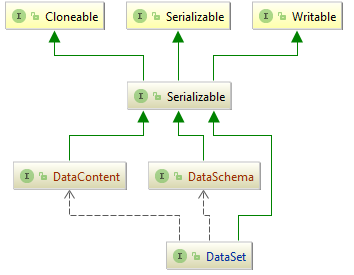 I Cloneable
I Serializable
I Writable
I Serializable
I DataContent
I DataSchema
I DataSet